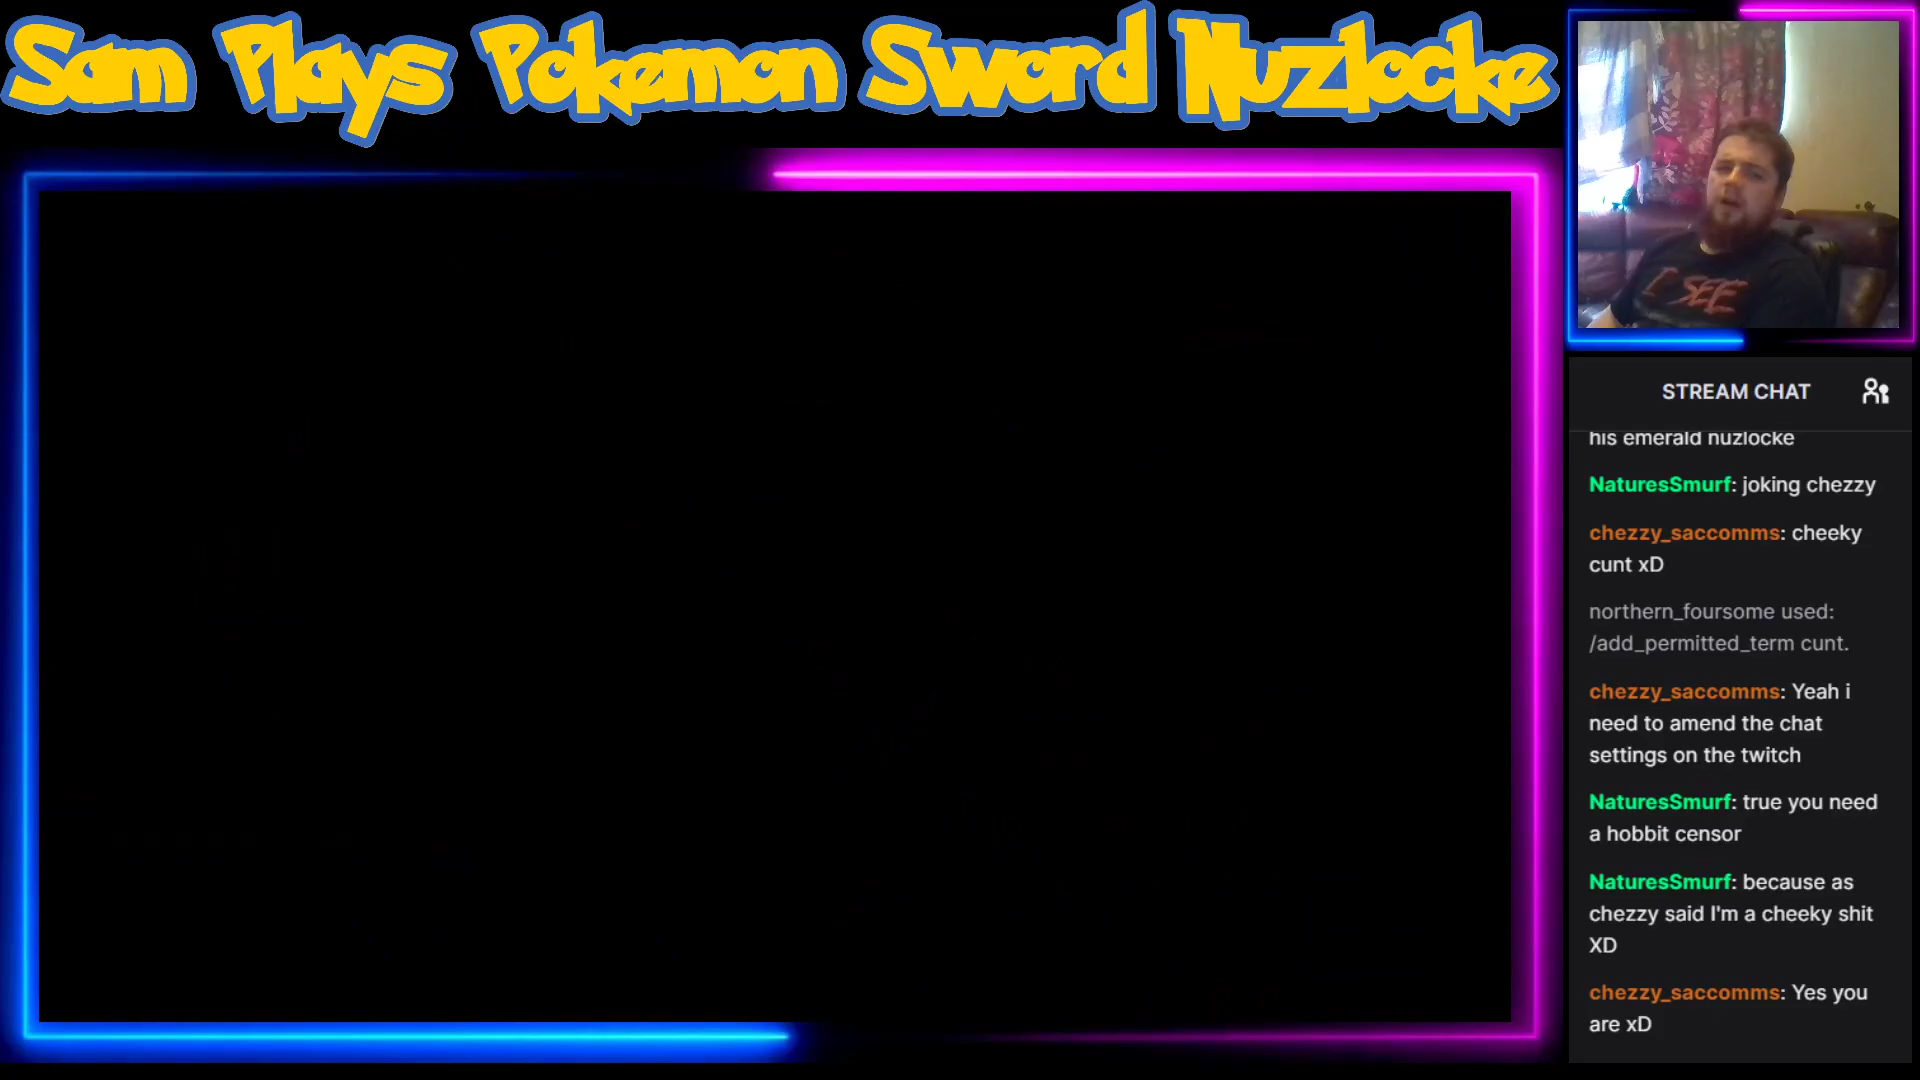 Sam Plays Pokemon Sword Nuzlocke
I SEE
STREAM CHAT
his emerald nuzlocke
NaturesSmurf: joking chezzy
chezzy_saccomms: cheeky
cunt xD
northern_foursome used:
/add_permitted_term cunt.
chezzy_saccomms: Yeah i
need to amend the chat
settings on the twitch
NaturesSmurf: true you need
a hobbit censor
NaturesSmurf: because as
chezzy said I'm a cheeky shit
XD
chezzy_saccomms: Yes you
are xD